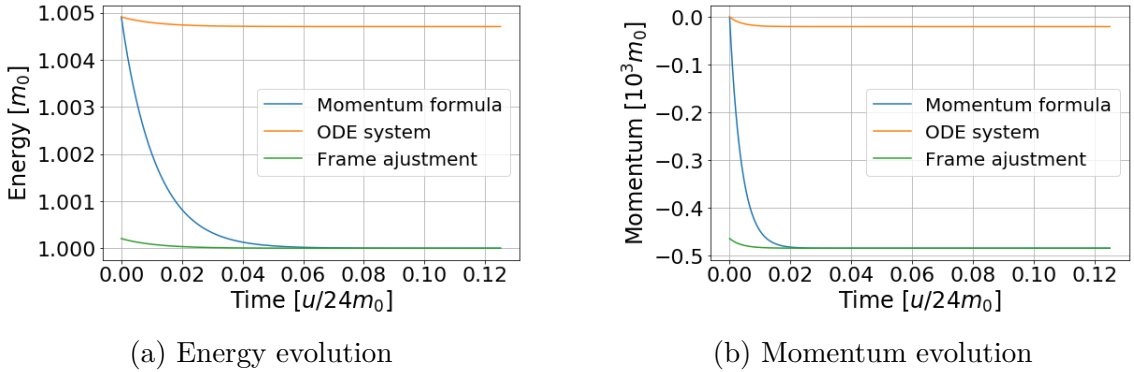 1.005
1.004
1.003
1.002
1.001
1.000
Energy [m₀]
Momentum formula
ODE system
Frame ajustment
0.00 0.02 0.04 0.06 0.08 0.10 0.12
Time [u/24m₀]
(a) Energy evolution
0.0
−0.1
−0.2
−0.3
−0.4
−0.5
Momentum [10³m₀]
Momentum formula
ODE system
Frame ajustment
0.00 0.02 0.04 0.06 0.08 0.10 0.12
Time [u/24m₀]
(b) Momentum evolution